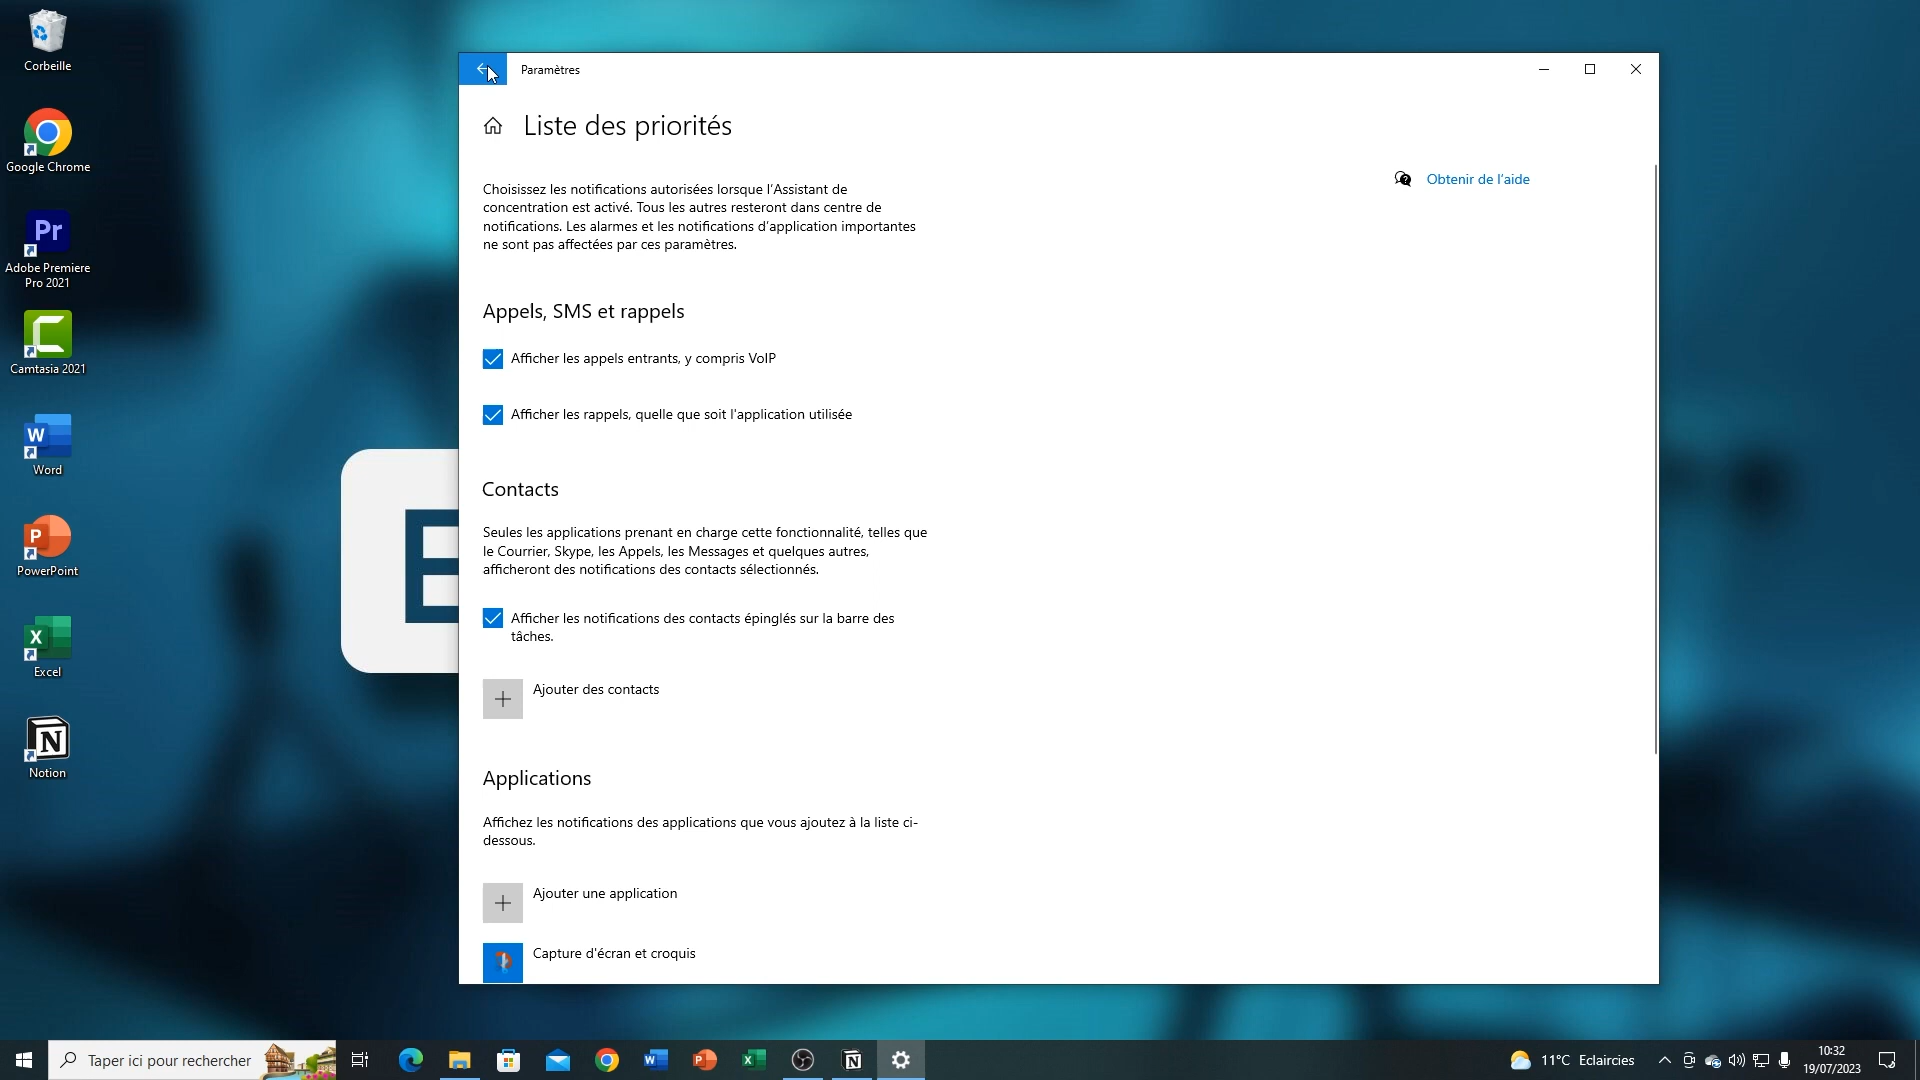 Corbeille
Google Chrome
Adobe Premiere
Pro 2021
Camtasia 2021
Word
PowerPoint
Excel
Notion
Paramètres
Liste des priorités
Choisissez les notifications autorisées lorsque l'Assistant de
concentration est activé. Tous les autres resteront dans centre de
notifications. Les alarmes et les notifications d'application importantes
ne sont pas affectées par ces paramètres.
Obtenir de l'aide
Appels, SMS et rappels
Afficher les appels entrants, y compris VoIP
Afficher les rappels, quelle que soit l'application utilisée
Contacts
Seules les applications prenant en charge cette fonctionnalité, telles que
le Courrier, Skype, les Appels, les Messages et quelques autres,
afficheront des notifications des contacts sélectionnés.
Afficher les notifications des contacts épinglés sur la barre des
tâches.
Ajouter des contacts
Applications
Affichez les notifications des applications que vous ajoutez à la liste ci-
dessous.
Ajouter une application
Capture d'écran et croquis
Taper ici pour rechercher
11°C Eclaircies
10:32
19/07/2023